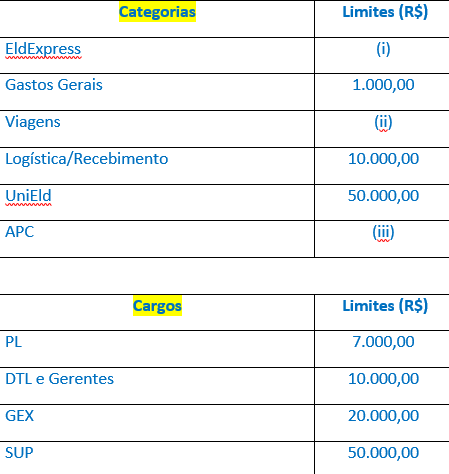 Categorias Limites (R$)
EldExpress (i)
Gastos Gerais 1.000,00
Viagens (ii)
Logística/Recebimento 10.000,00
UniEld 50.000,00
APC (iii)
Cargos Limites (R$)
PL 7.000,00
DTL e Gerentes 10.000,00
GEX 20.000,00
SUP 50.000,00